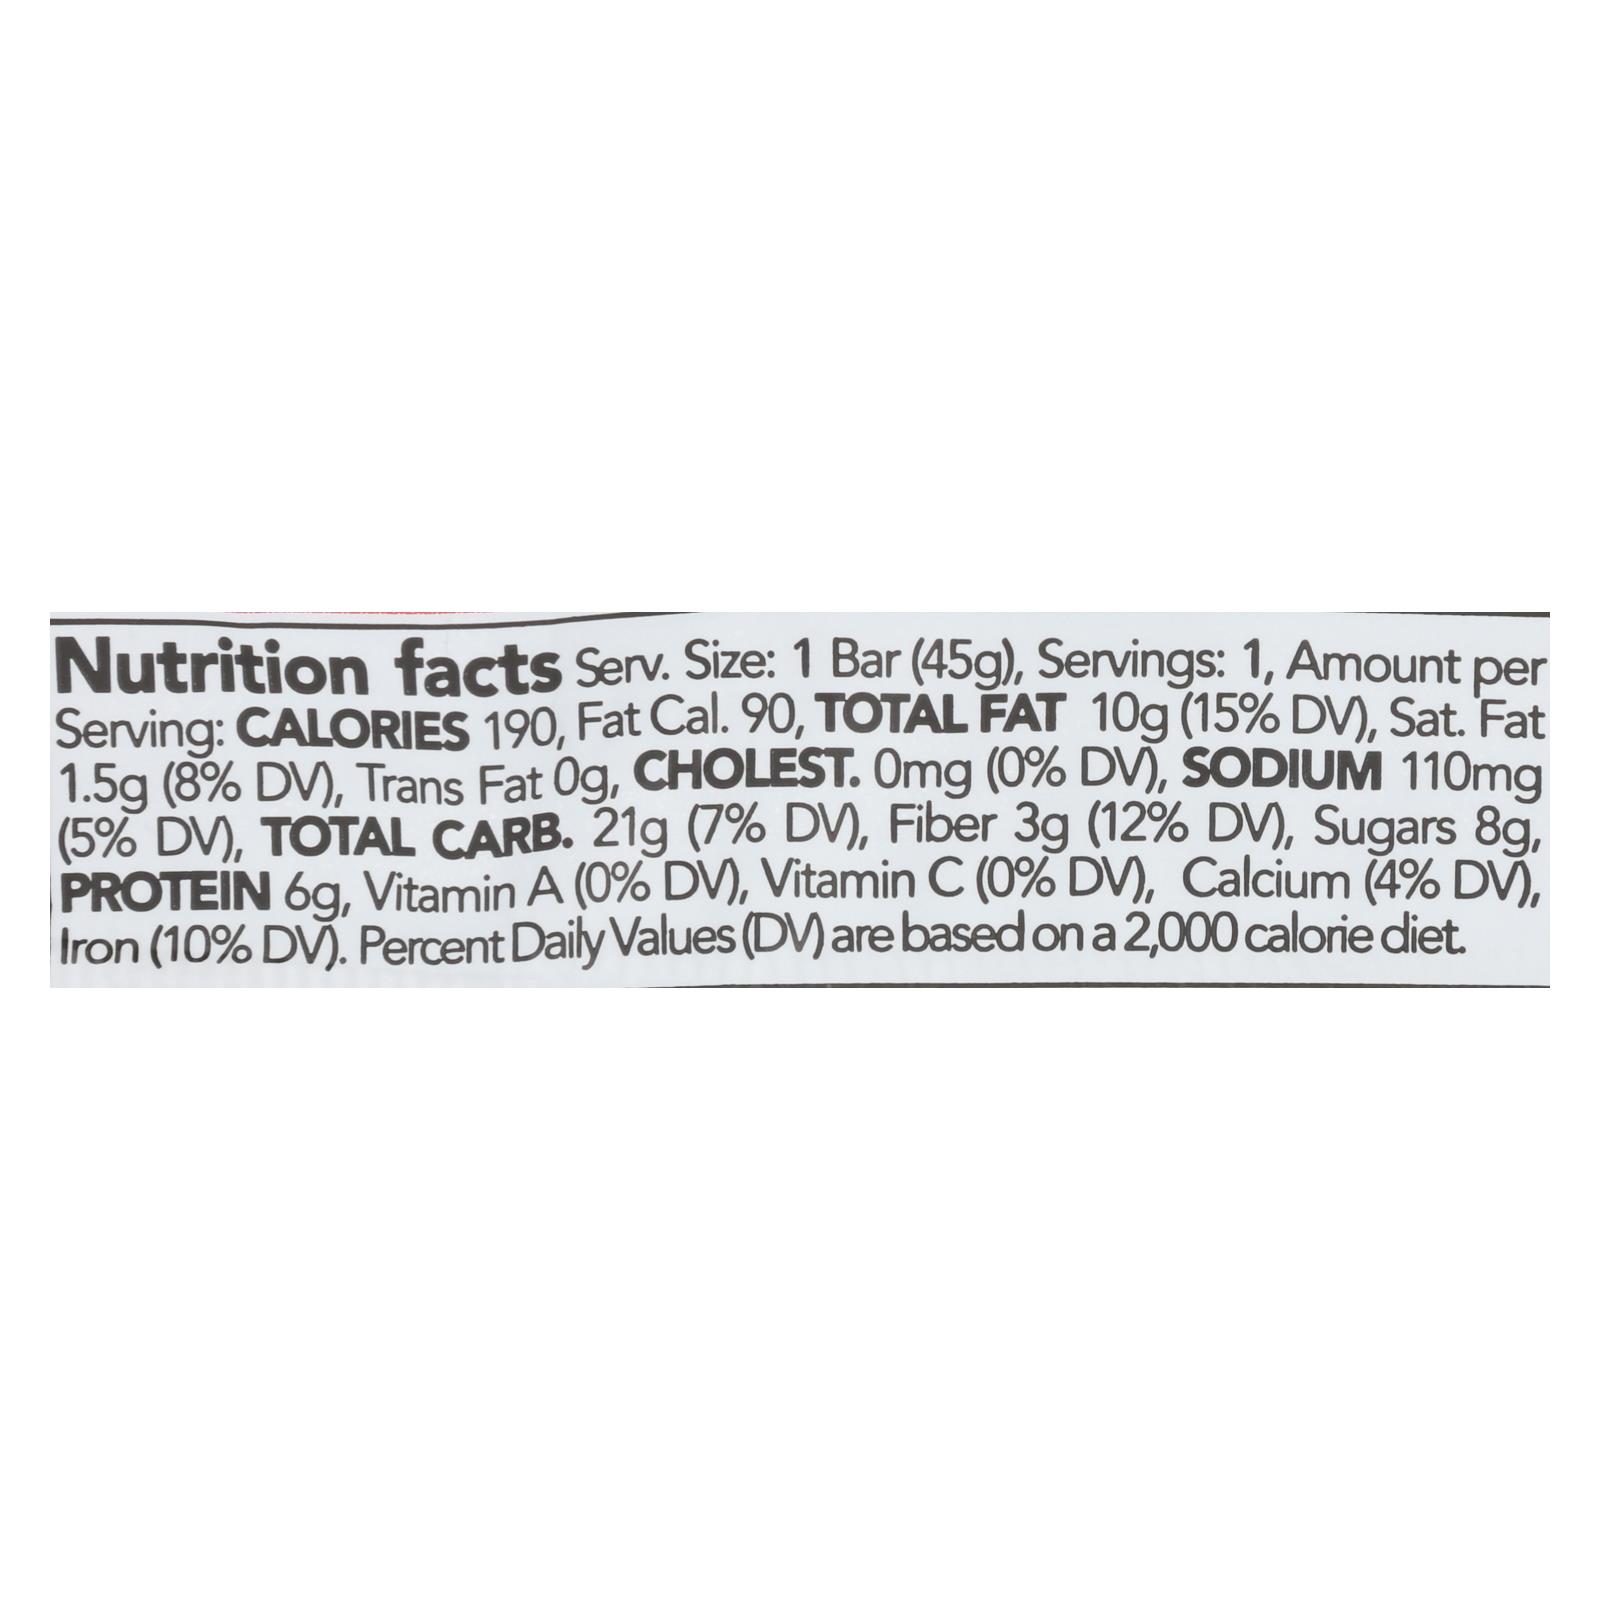 Nutrition facts Serv. Size: 1 Bar (45g), Servings: 1, Amount per
Serving: CALORIES 190, Fat Cal. 90, TOTAL FAT 10g (15% DV), Sat. Fat
1.5g (8% DV), Trans Fat 0g, CHOLEST. 0mg (0% DV), SODIUM 110mg
(5% DV), TOTAL CARB. 21g (7% DV), Fiber 3g (12% DV), Sugars 8g,
PROTEIN 6g, Vitamin A (0% DV), Vitamin C (0% DV), Calcium (4% DV),
Iron (10% DV). Percent Daily Values (DV) are based on a 2,000 calorie diet.